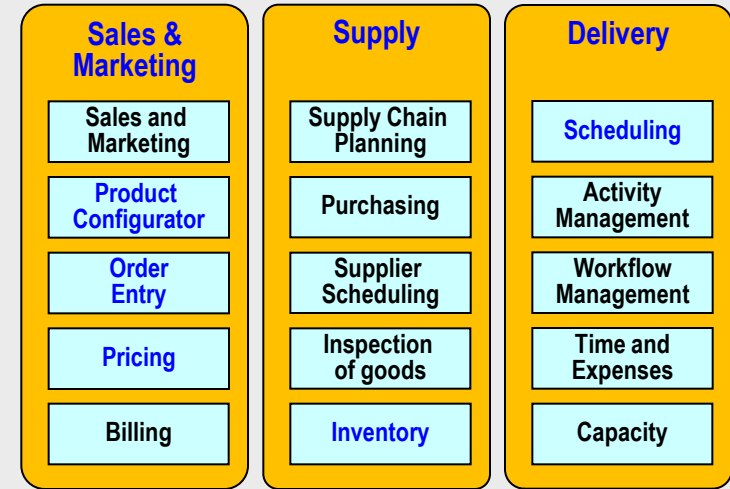 Sales &
Marketing
Sales and
Marketing
Product
Configurator
Order
Entry
Pricing
Billing
Supply
Supply Chain
Planning
Purchasing
Supplier
Scheduling
Inspection
of goods
Inventory
Delivery
Scheduling
Activity
Management
Workflow
Management
Time and
Expenses
Capacity